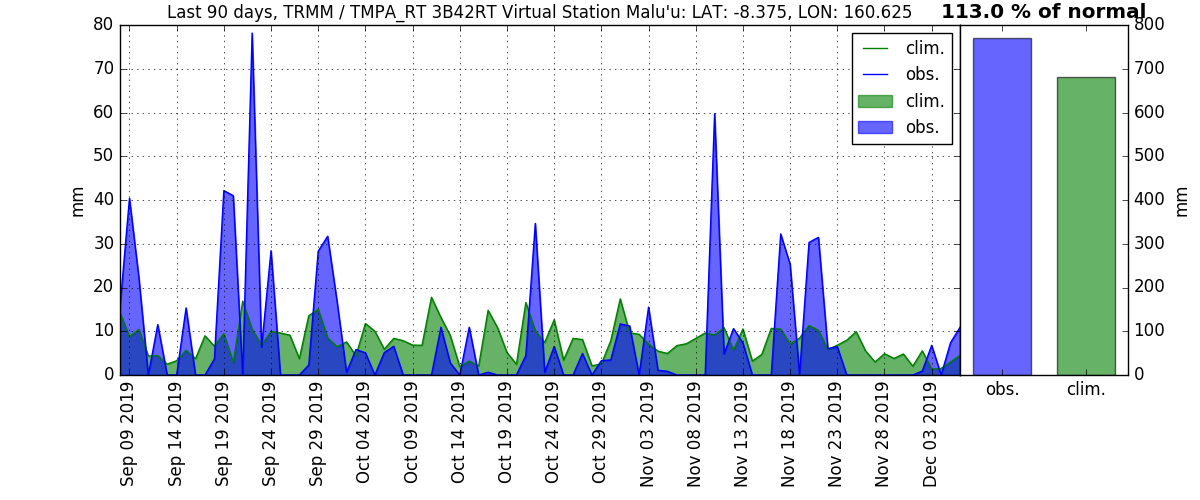 Last 90 days, TRMM / TMPA_RT 3B42RT Virtual Station Malu'u: LAT: -8.375, LON: 160.625
113.0 % of normal
80
70
60
50
40
30
20
10
0
mm
clim.
obs.
clim.
obs.
800
700
600
500
400
300
200
100
0
mm
Sep 09 2019
Sep 14 2019
Sep 19 2019
Sep 24 2019
Sep 29 2019
Oct 04 2019
Oct 09 2019
Oct 14 2019
Oct 19 2019
Oct 24 2019
Oct 29 2019
Nov 03 2019
Nov 08 2019
Nov 13 2019
Nov 18 2019
Nov 23 2019
Nov 28 2019
Dec 03 2019
obs.
clim.